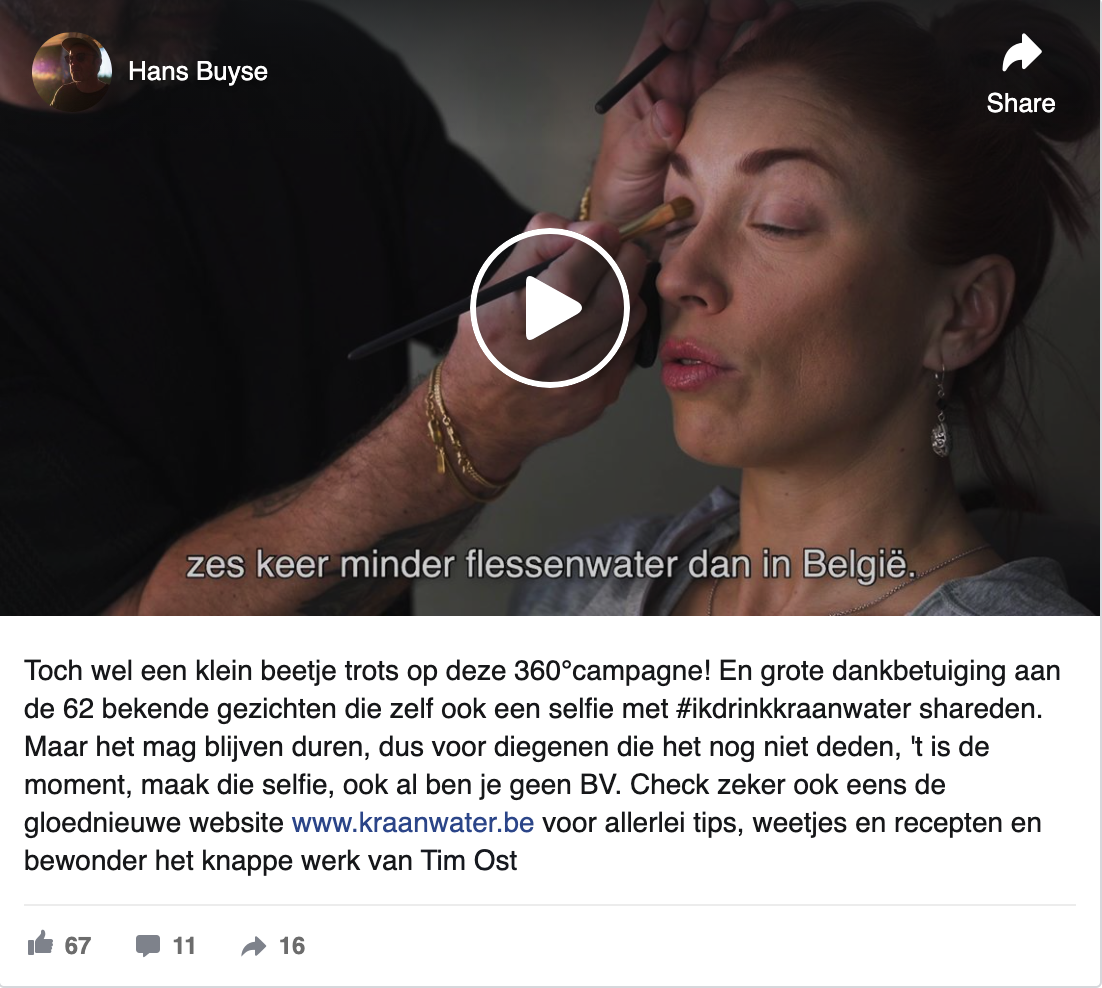 Hans Buyse
Share
zes keer minder flessenwater dan in België.
Toch wel een klein beetje trots op deze 360°campagne! En grote dankbetuiging aan
de 62 bekende gezichten die zelf ook een selfie met #ikdrinkkraanwater shareden.
Maar het mag blijven duren, dus voor diegenen die het nog niet deden, 't is de
moment, maak die selfie, ook al ben je geen BV. Check zeker ook eens de
gloednieuwe website www.kraanwater.be voor allerlei tips, weetjes en recepten en
bewonder het knappe werk van Tim Ost
67 11 16